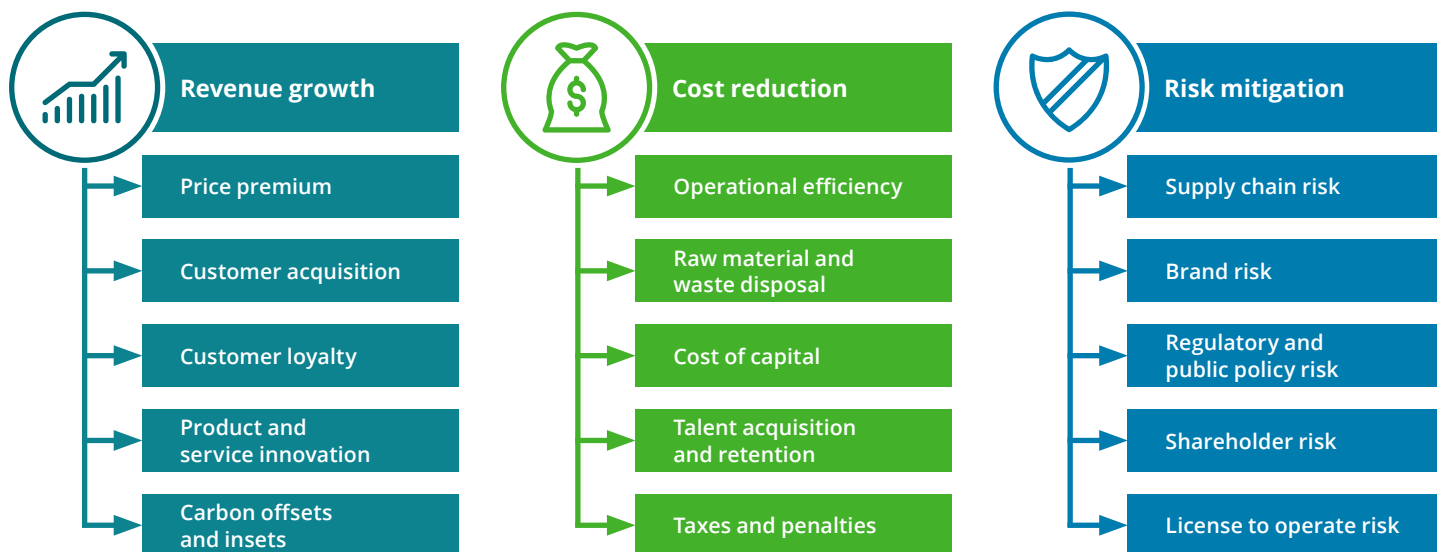 Revenue growth
Price premium
Customer acquisition
Customer loyalty
Product and
service innovation
Carbon offsets
and insets
$
Cost reduction
Operational efficiency
Raw material and
waste disposal
Cost of capital
Talent acquisition
and retention
Taxes and penalties
Risk mitigation
Supply chain risk
Brand risk
Regulatory and
public policy risk
Shareholder risk
License to operate risk